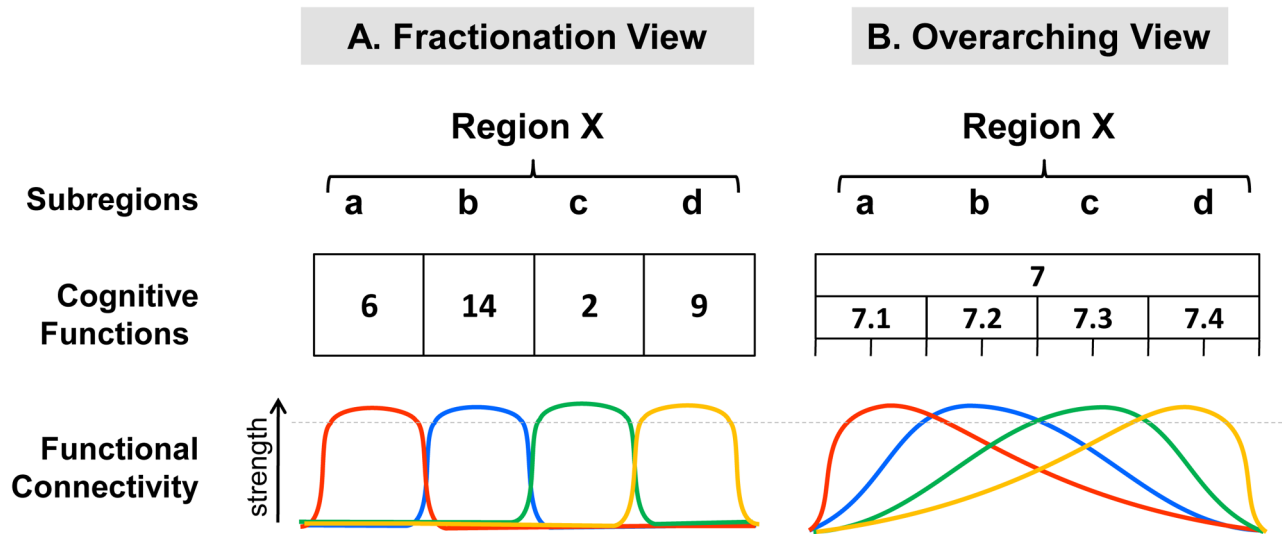 A. Fractionation View
B. Overarching View
Region X
Region X
Subregions
a b c d
a b c d
Cognitive
Functions
6 14 2 9
7
7.1 7.2 7.3 7.4
Functional
Connectivity
strength